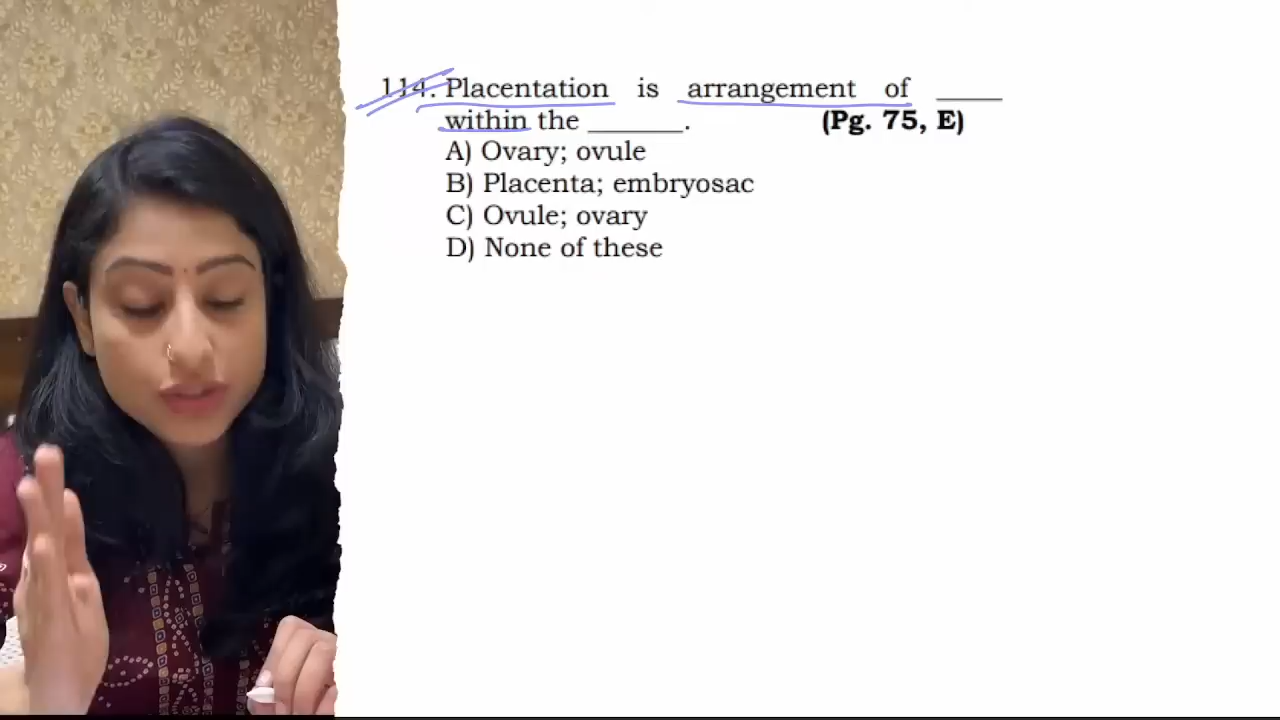 114. Placentation is arrangement of _____
within the _______. (Pg. 75, E)
A) Ovary; ovule
B) Placenta; embryosac
C) Ovule; ovary
D) None of these